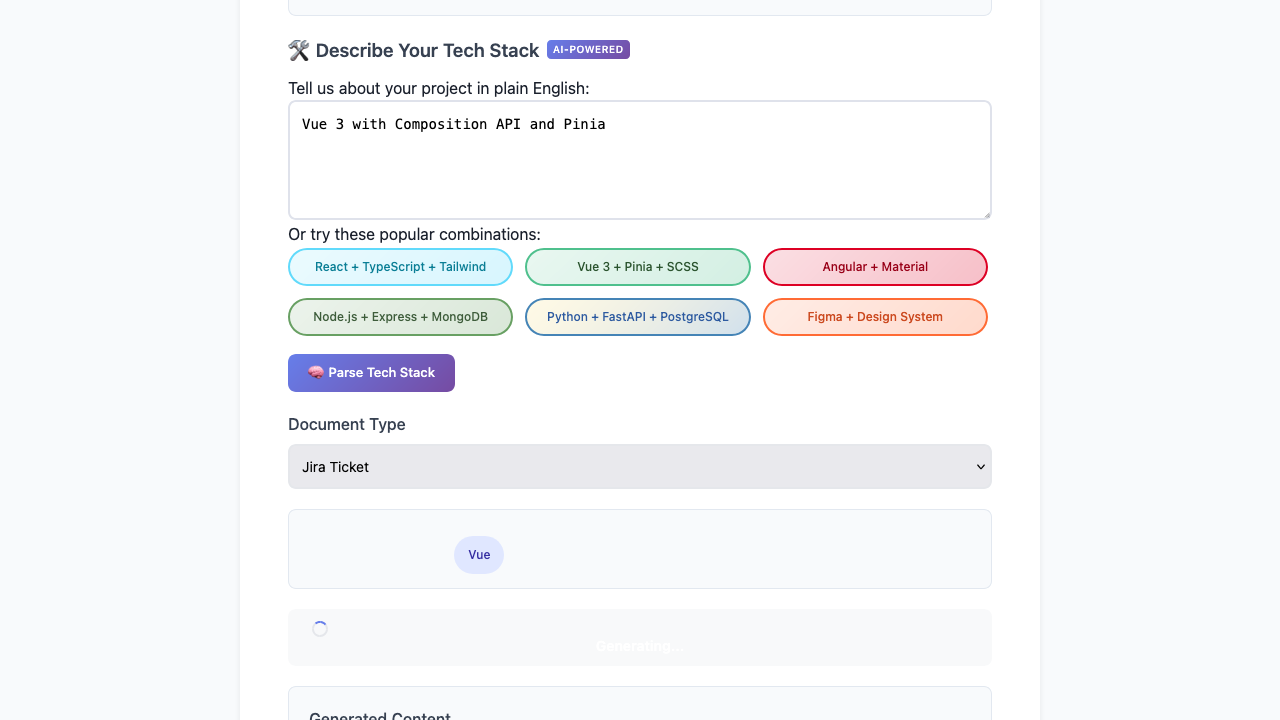 🛠️ Describe Your Tech Stack AI-POWERED
Tell us about your project in plain English:
Vue 3 with Composition API and Pinia
Or try these popular combinations:
React + TypeScript + Tailwind
Vue 3 + Pinia + SCSS
Angular + Material
Node.js + Express + MongoDB
Python + FastAPI + PostgreSQL
Figma + Design System
🧠 Parse Tech Stack
Document Type
Jira Ticket
Vue
Generating...
Generated Content